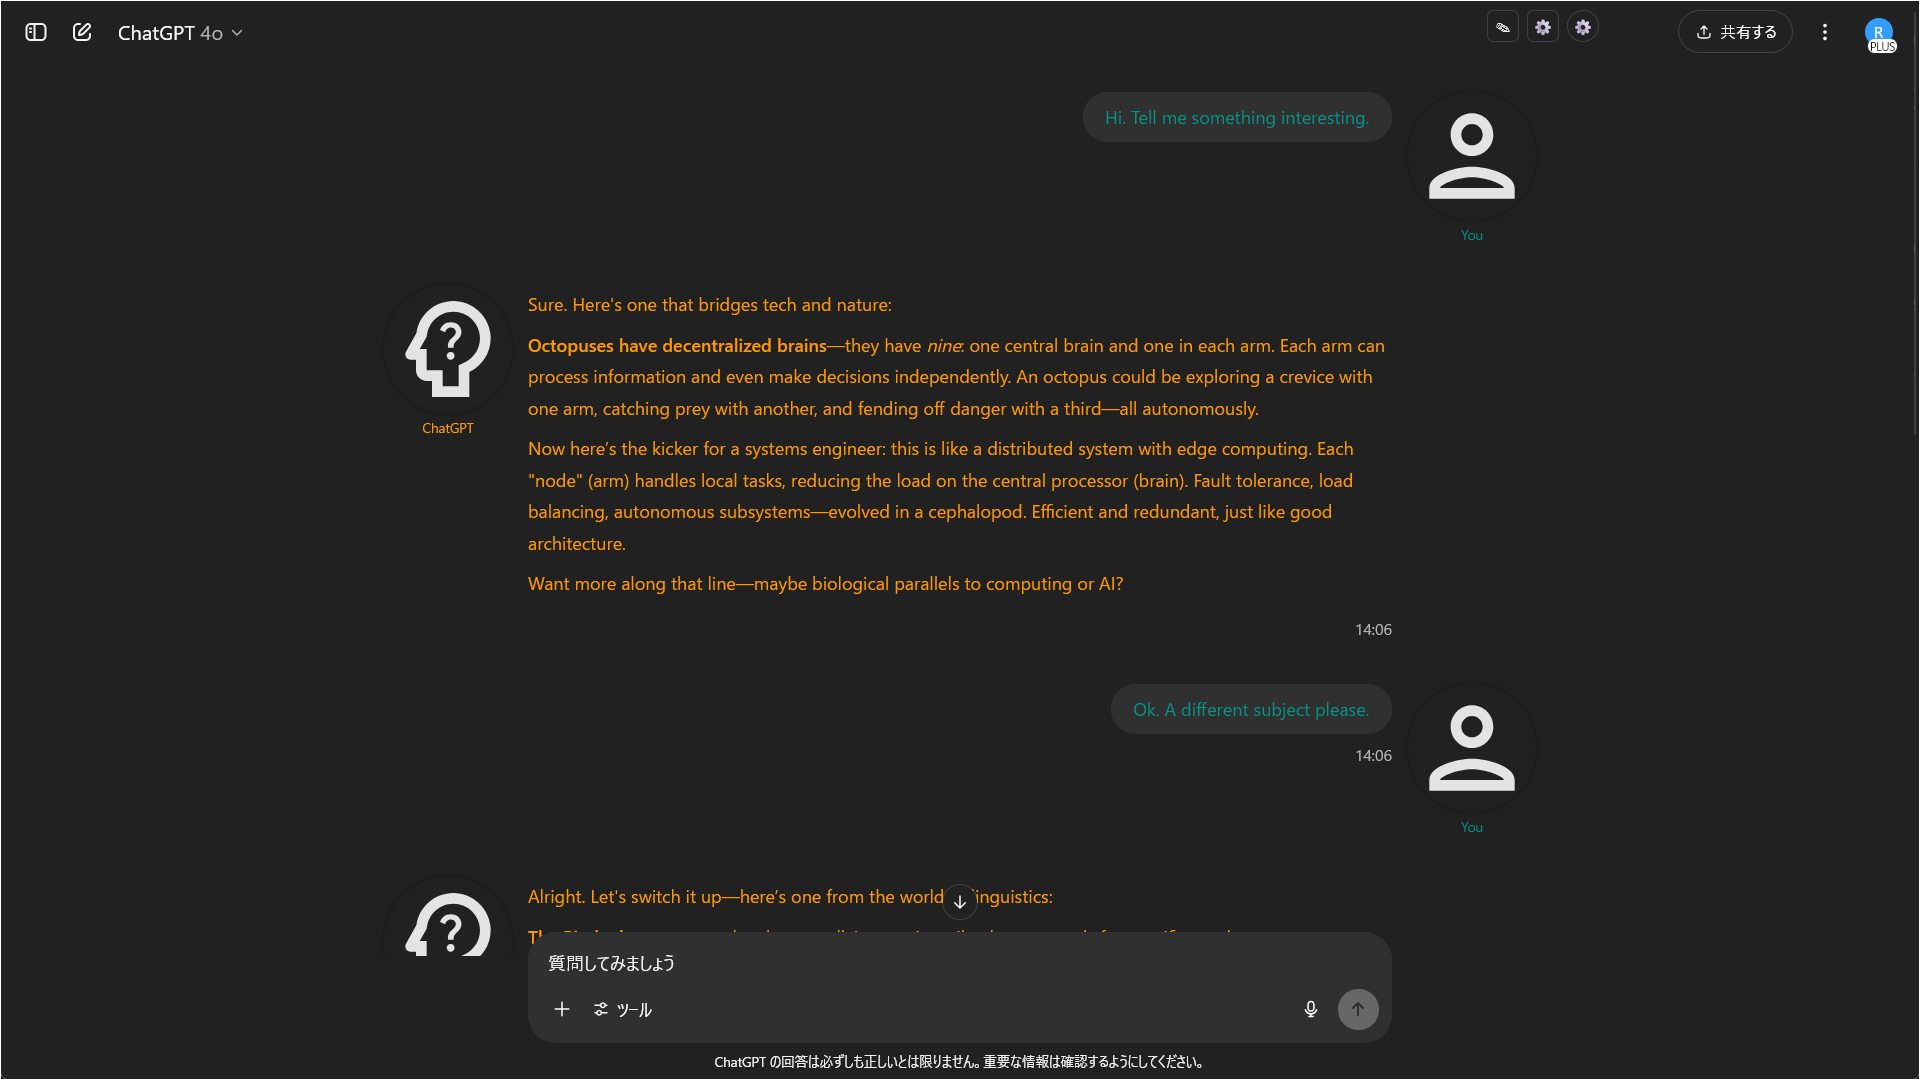 ChatGPT 4o
共有する
R
PLUS
Hi. Tell me something interesting.
You
Sure. Here's one that bridges tech and nature:
Octopuses have decentralized brains—they have nine: one central brain and one in each arm. Each arm can
process information and even make decisions independently. An octopus could be exploring a crevice with
one arm, catching prey with another, and fending off danger with a third—all autonomously.
ChatGPT
Now here’s the kicker for a systems engineer: this is like a distributed system with edge computing. Each
"node" (arm) handles local tasks, reducing the load on the central processor (brain). Fault tolerance, load
balancing, autonomous subsystems—evolved in a cephalopod. Efficient and redundant, just like good
architecture.
Want more along that line—maybe biological parallels to computing or AI?
14:06
Ok. A different subject please.
14:06
You
Alright. Let's switch it up—here’s one from the world inguistics:
質問してみましょう
ツール
ChatGPT の回答は必ずしも正しいとは限りません。重要な情報は確認するようにしてください。